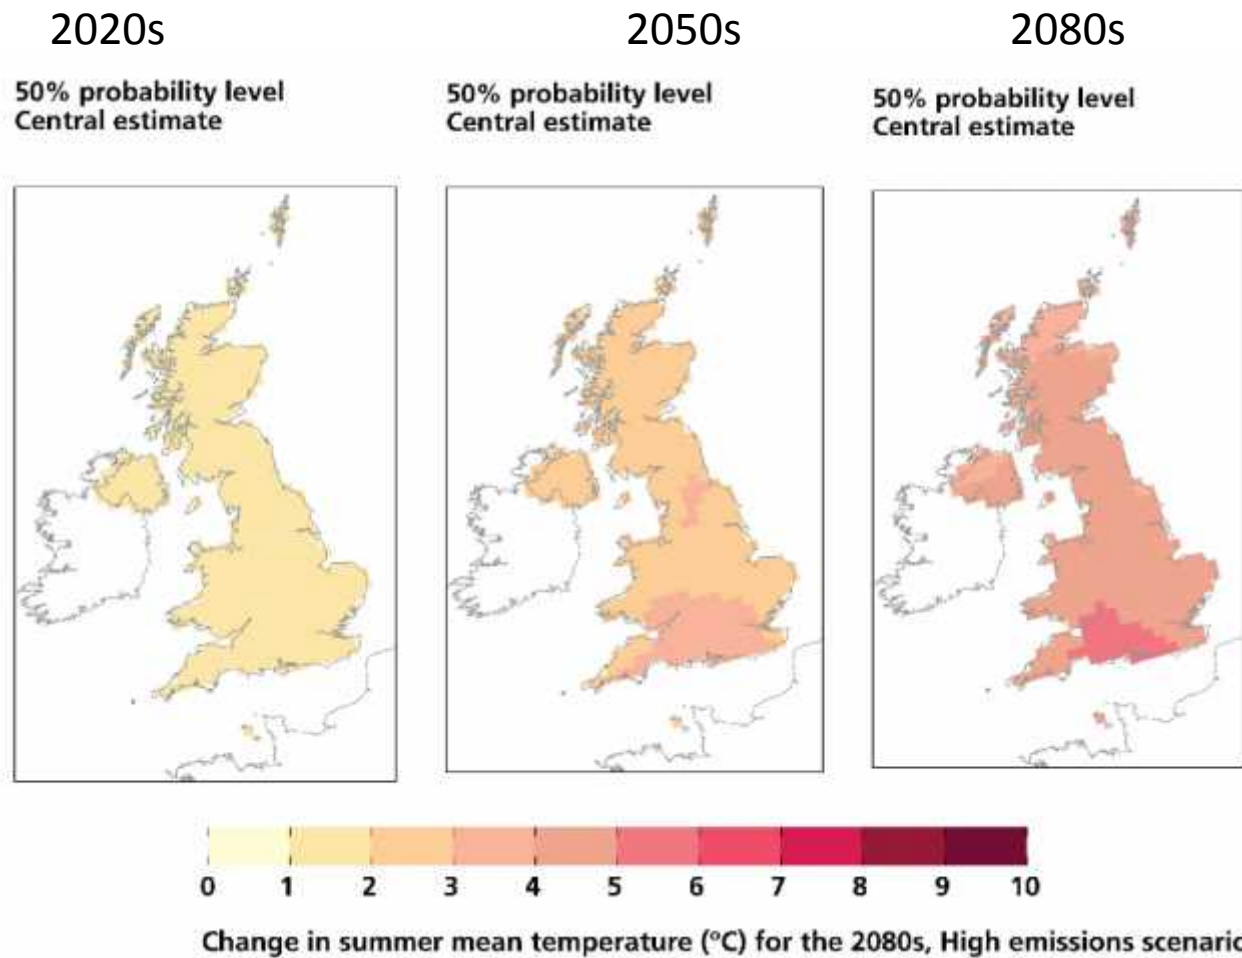 2020s
2050s
2080s
50% probability level
Central estimate
50% probability level
Central estimate
50% probability level
Central estimate
0 1 2 3 4 5 6 7 8 9 10
Change in summer mean temperature (ºC) for the 2080s, High emissions scenario